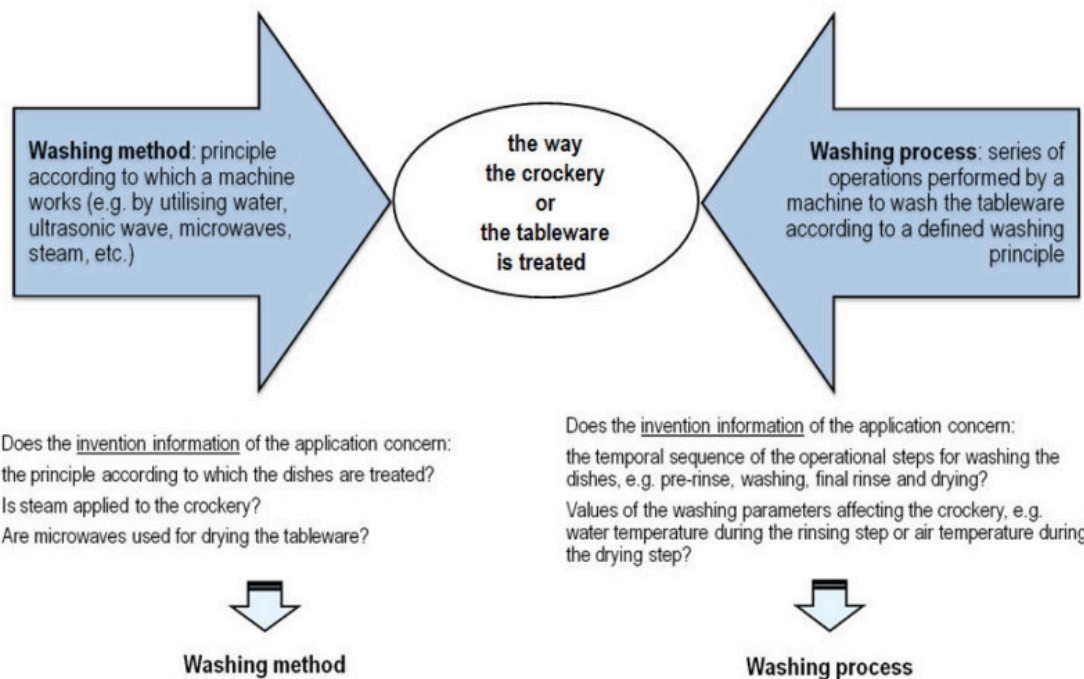 Washing method: principle
according to which a machine
works (e.g. by utilising water,
ultrasonic wave, microwaves,
steam, etc.)
the way
the crockery
or
the tableware
is treated
Washing process: series of
operations performed by a
machine to wash the tableware
according to a defined washing
principle
Does the invention information of the application concern:
the principle according to which the dishes are treated?
Is steam applied to the crockery?
Are microwaves used for drying the tableware?
Washing method
Does the invention information of the application concern:
the temporal sequence of the operational steps for washing the
dishes, e.g. pre-rinse, washing, final rinse and drying?
Values of the washing parameters affecting the crockery, e.g.
water temperature during the rinsing step or air temperature during
the drying step?
Washing process